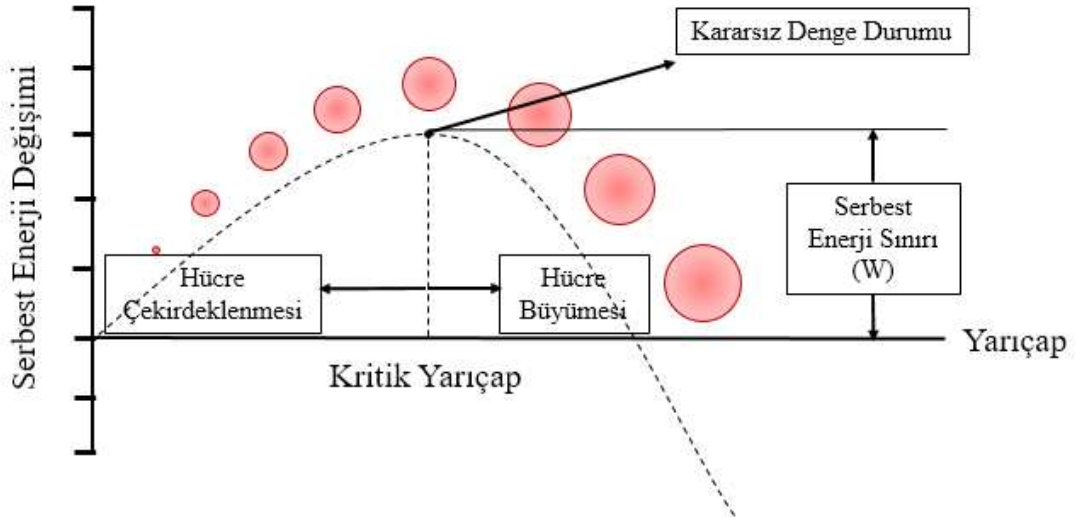 Serbest Enerji Değişimi
Kararsız Denge Durumu
Serbest
Enerji Sınırı
(W)
Hücre
Çekirdeklenmesi
Hücre
Büyümesi
Yarıçap
Kritik Yarıçap